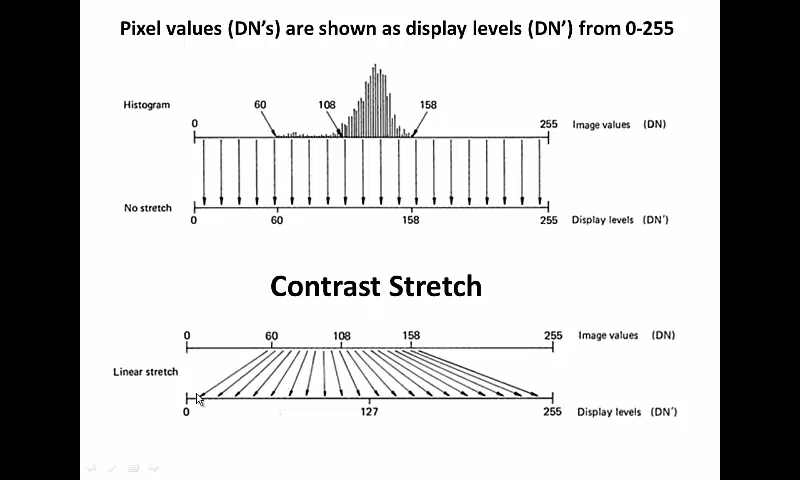 Pixel values (DN's) are shown as display levels (DN') from 0-255
Histogram
60 108 158
0 255 Image values (DN)
No stretch
0 60 158 255 Display levels (DN')
Contrast Stretch
0 60 108 158 255 Image values (DN)
Linear stretch
0 127 255 Display levels (DN')